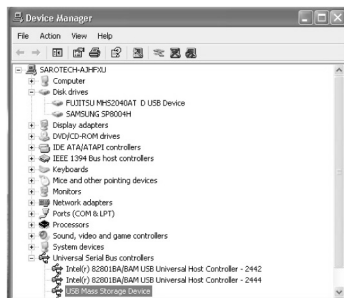 Device Manager
File Action View Help
SAROTECH-AJHFXU
Computer
Disk drives
FUJITSU MHS2040AT D USB Device
SAMSUNG SP8004H
Display adapters
DVD/CD-ROM drives
IDE ATA/ATAPI controllers
IEEE 1394 Bus host controllers
Keyboards
Mice and other pointing devices
Monitors
Network adapters
Ports (COM & LPT)
Processors
Sound, video and game controllers
System devices
Universal Serial Bus controllers
Intel(r) 82801BA/BAM USB Universal Host Controller - 2442
Intel(r) 82801BA/BAM USB Universal Host Controller - 2444
USB Mass Storage Device